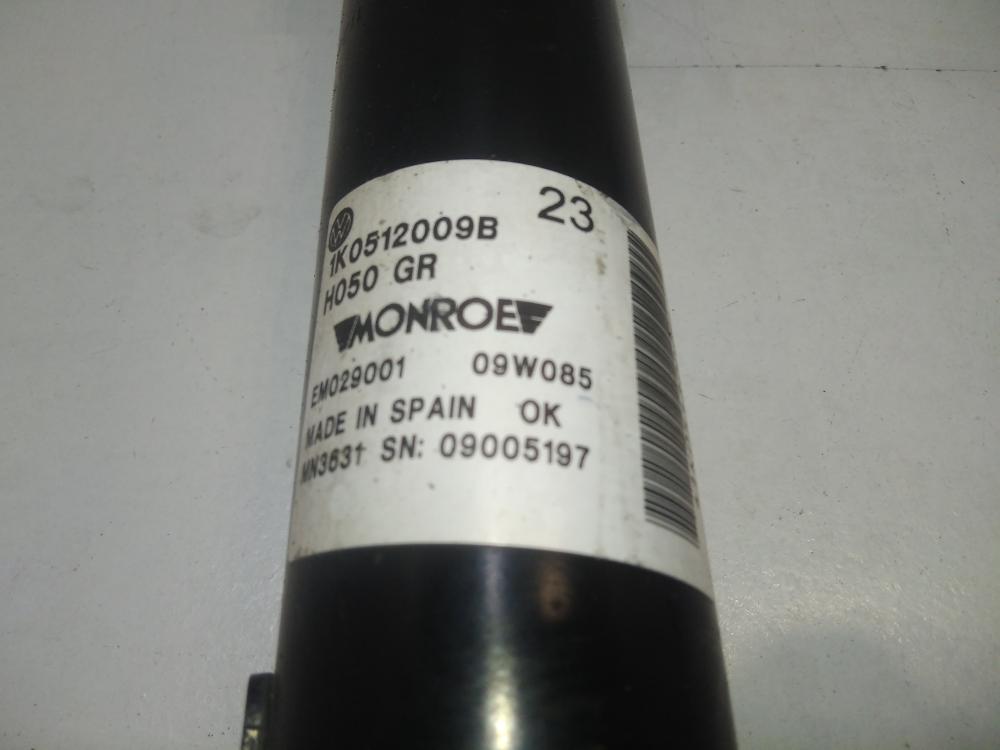 23
1K0512009B
H050 GR
MONROE
EM029001 09W085
MADE IN SPAIN OK
MN3631 SN: 09005197